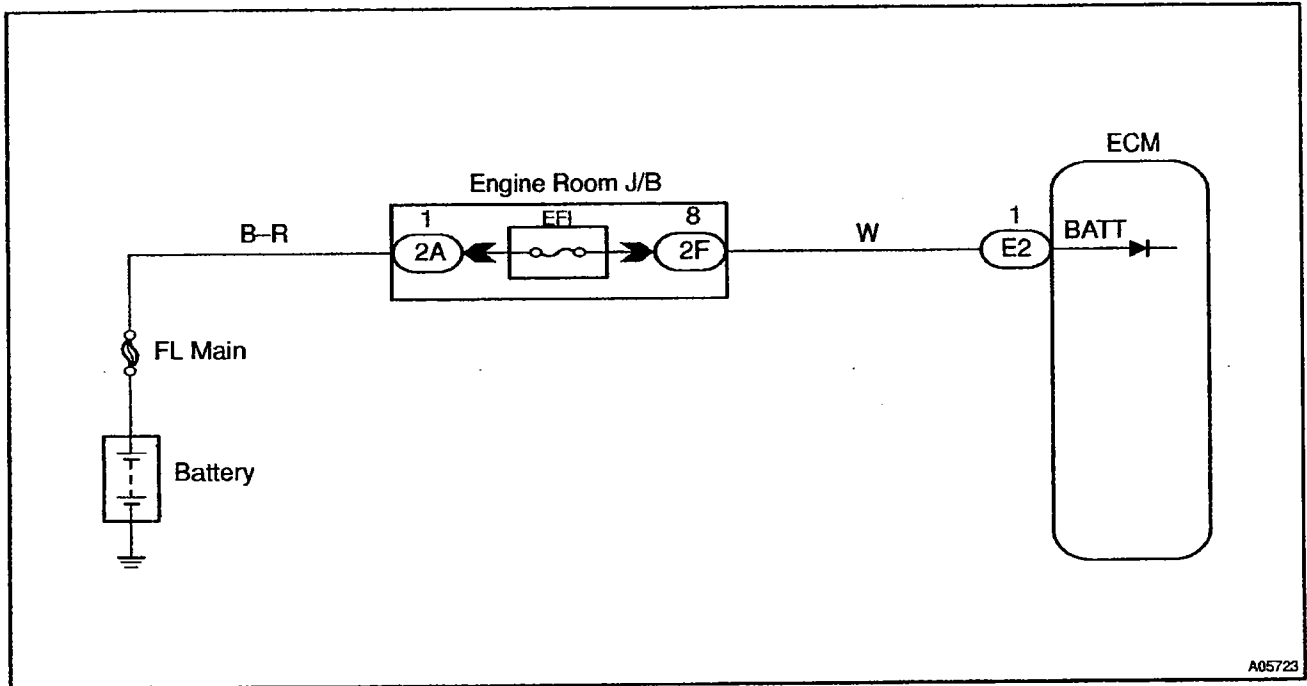 ECM
Engine Room J/B
1
EFI
8
1
B–R
2A
2F
W
E2
BATT
FL Main
Battery
A05723